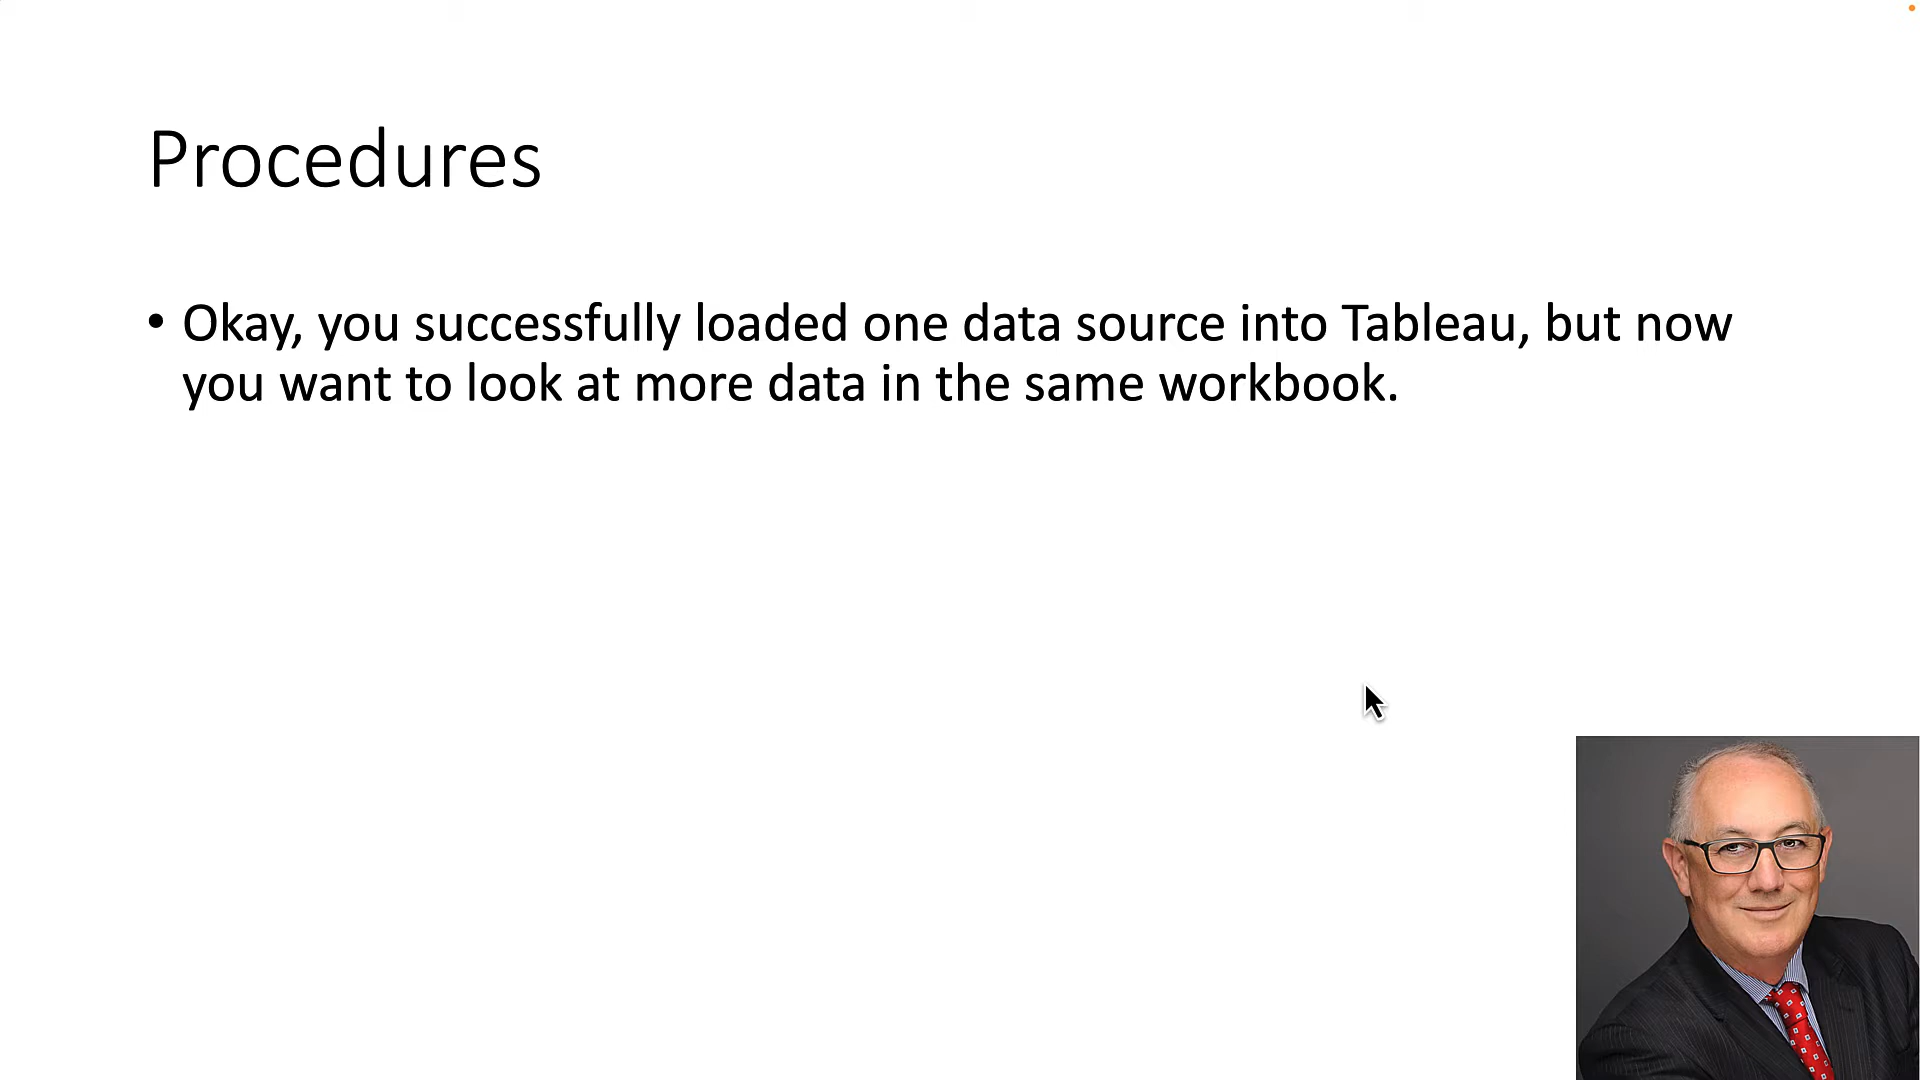 Procedures
• Okay, you successfully loaded one data source into Tableau, but now
you want to look at more data in the same workbook.